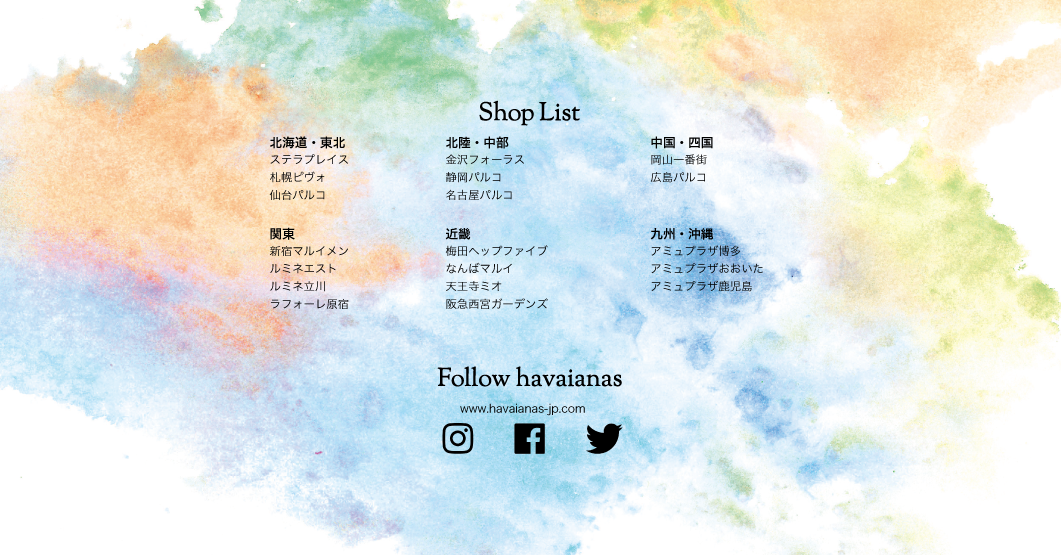 Shop List
北海道・東北
ステラプレイス
札幌ピヴォ
仙台パルコ
北陸・中部
金沢フォーラス
静岡パルコ
名古屋パルコ
中国・四国
岡山一番街
広島パルコ
関東
新宿マルイメン
ルミネエスト
ルミネ立川
ラフォーレ原宿
近畿
梅田ヘップファイブ
なんばマルイ
天王寺ミオ
阪急西宮ガーデンズ
九州・沖縄
アミュプラザ博多
アミュプラザおおいた
アミュプラザ鹿児島
Follow havaianas
www.havaianas-jp.com